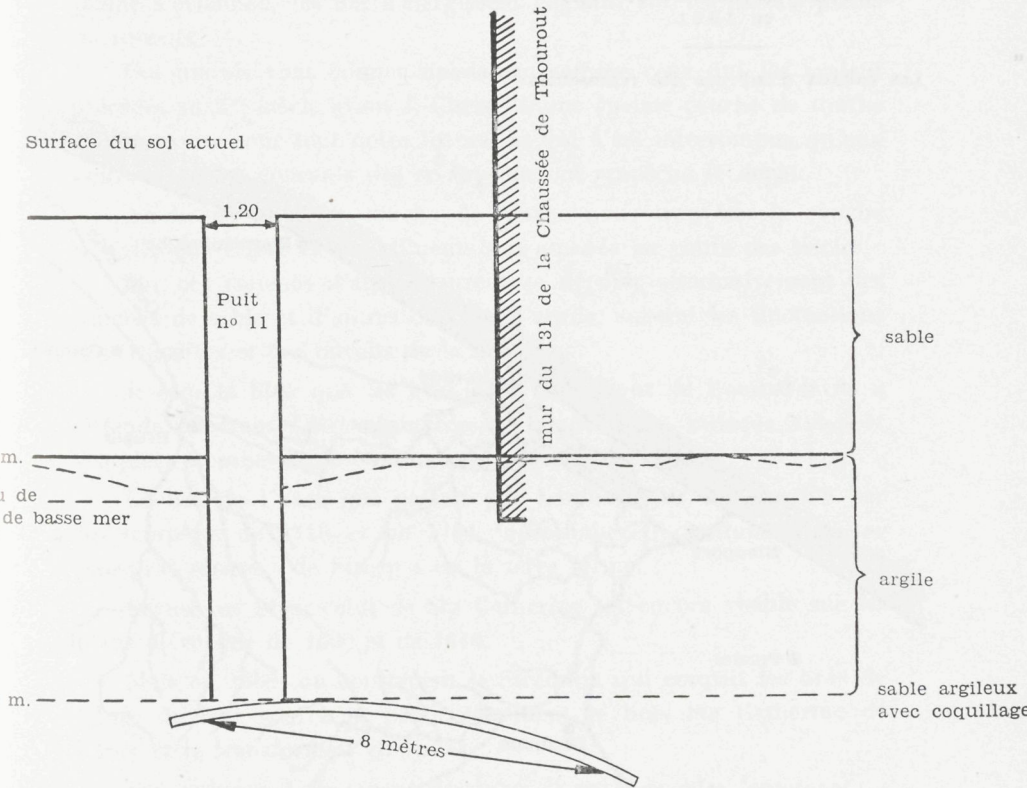 Surface du sol actuel
1,20
Puit
nº 11
mur du 131 de la Chaussée de Thourout
sable
m.
u de
de basse mer
argile
m.
sable argileux
avec coquillage
8 mètres